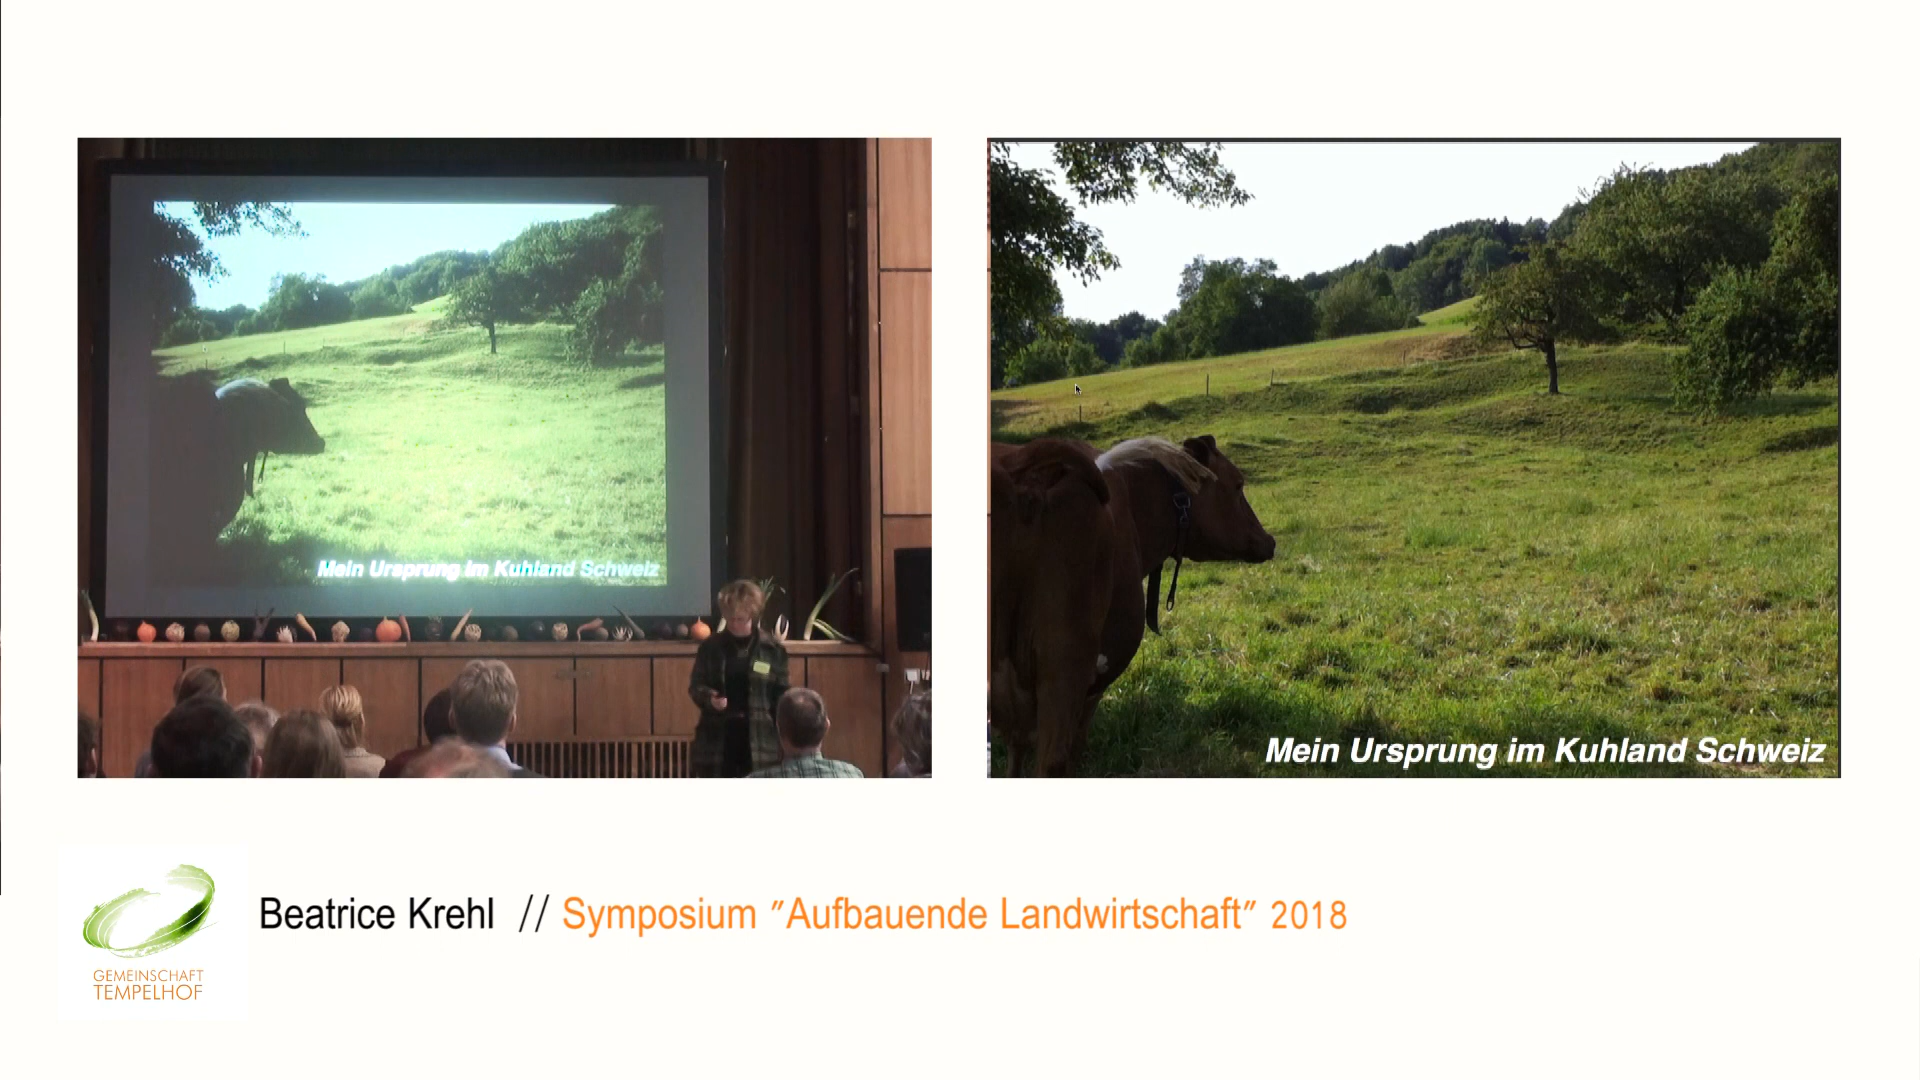 Mein Ursprung im Kuhland Schweiz
Mein Ursprung im Kuhland Schweiz
Beatrice Krehl // Symposium "Aufbauende Landwirtschaft" 2018
GEMEINSCHAFT
TEMPELHOF